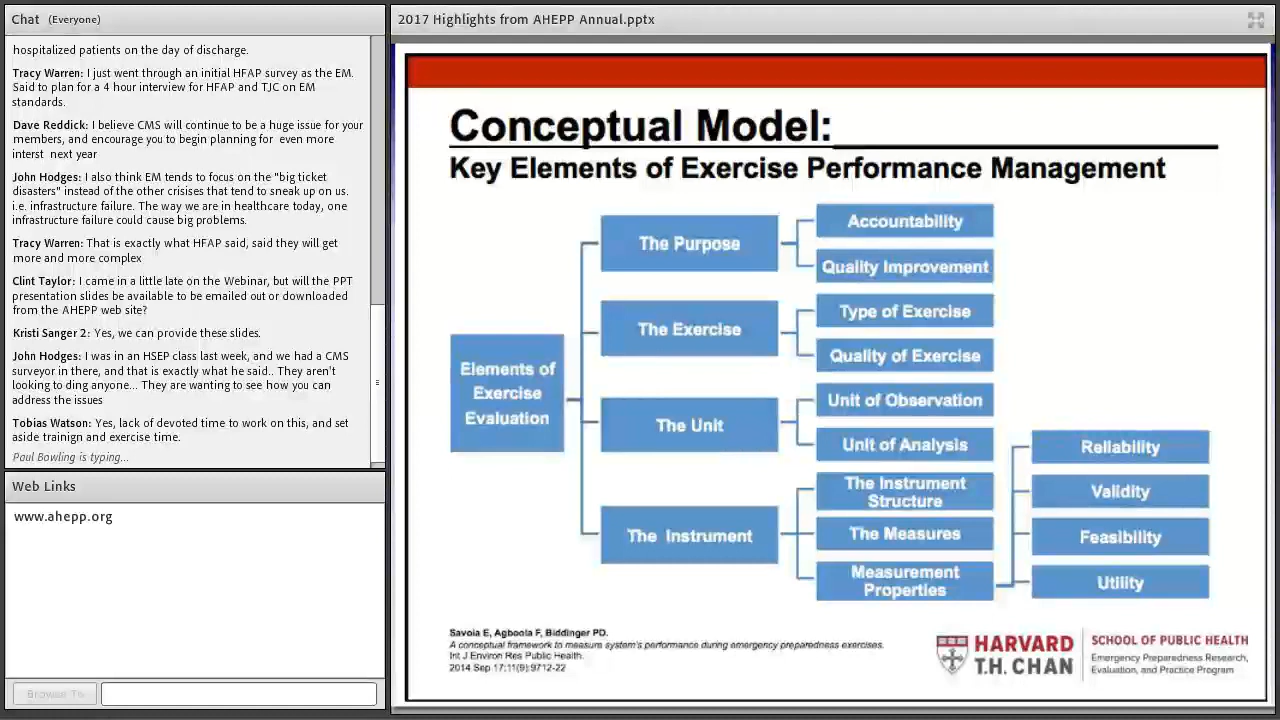 Chat (Everyone)
hospitalized patients on the day of discharge.
Tracy Warren: I just went through an initial HFAP survey as the EM.
Said to plan for a 4 hour interview for HFAP and TJC on EM
standards.
Dave Reddick: I believe CMS will continue to be a huge issue for your
members, and encourage you to begin planning for even more
interst next year
John Hodges: I also think EM tends to focus on the "big ticket
disasters" instead of the other crisises that tend to sneak up on us.
i.e. infrastructure failure. The way we are in healthcare today, one
infrastructure failure could cause big problems.
Tracy Warren: That is exactly what HFAP said, said they will get
more and more complex
Clint Taylor: I came in a little late on the Webinar, but will the PPT
presentation slides be available to be emailed out or downloaded
from the AHEPP web site?
Kristi Sanger 2: Yes, we can provide these slides.
John Hodges: I was in an HSEP class last week, and we had a CMS
surveyor in there, and that is exactly what he said.. They aren't
looking to ding anyone... They are wanting to see how you can
address the issues
Tobias Watson: Yes, lack of devoted time to work on this, and set
aside trainign and exercise time.
Paul Bowling is typing...
Web Links
www.ahepp.org
Browse To
2017 Highlights from AHEPP Annual.pptx
Conceptual Model:
Key Elements of Exercise Performance Management
Elements of
Exercise
Evaluation
The Purpose
Accountability
Quality Improvement
The Exercise
Type of Exercise
Quality of Exercise
The Unit
Unit of Observation
Unit of Analysis
The Instrument
The Instrument
Structure
The Measures
Measurement
Properties
Reliability
Validity
Feasibility
Utility
Savoia E, Agboola F, Biddinger PD.
A conceptual framework to measure system's performance during emergency preparedness exercises.
Int J Environ Res Public Health.
2014 Sep 17;11(9):9712-22
HARVARD
T.H. CHAN
SCHOOL OF PUBLIC HEALTH
Emergency Preparedness Research,
Evaluation, and Practice Program